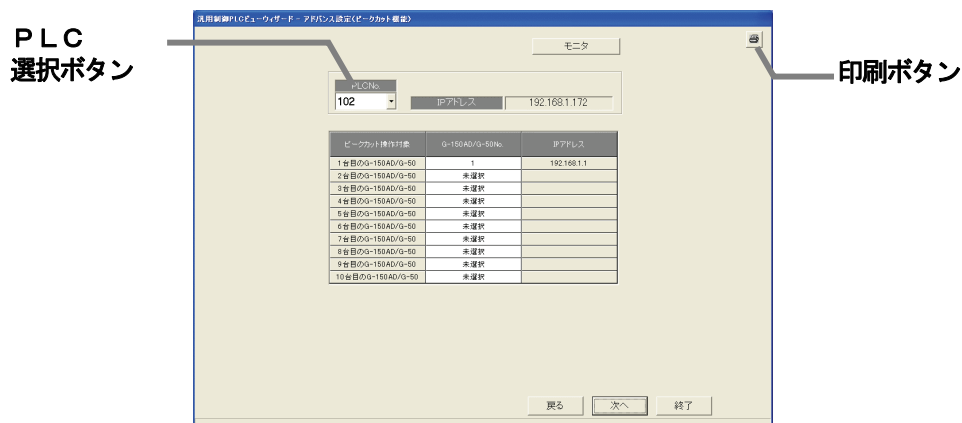 汎用制御PLCビューウィザード - アドバンス設定(ピークカット機能)
PLC
選択ボタン
モニタ
印刷ボタン
PLCNo.
102
IPアドレス
192.168.1.172
ピークカット操作対象 G-150AD/G-50No. IPアドレス
1台目のG-150AD/G-50 1 192.168.1.1
2台目のG-150AD/G-50 未選択
3台目のG-150AD/G-50 未選択
4台目のG-150AD/G-50 未選択
5台目のG-150AD/G-50 未選択
6台目のG-150AD/G-50 未選択
7台目のG-150AD/G-50 未選択
8台目のG-150AD/G-50 未選択
9台目のG-150AD/G-50 未選択
10台目のG-150AD/G-50 未選択
戻る 次へ 終了